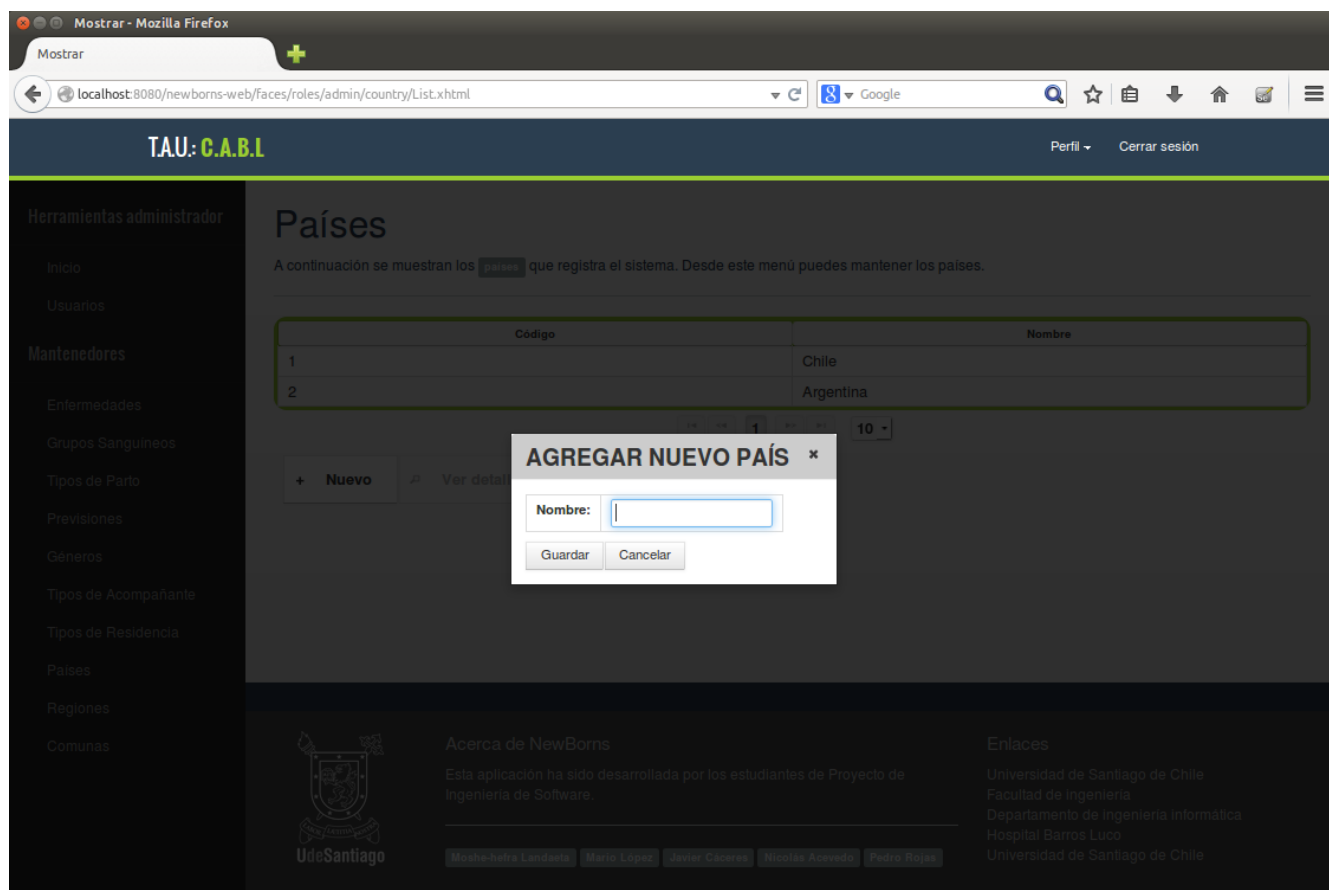 Mostrar - Mozilla Firefox
Mostrar
localhost:8080/newborns-web/faces/roles/admin/country/List.xhtml
Google
T.A.U.: C.A.B.L
Perfil
Cerrar sesión
Herramientas administrador
Inicio
Usuarios
Mantenedores
Enfermedades
Grupos Sanguineos
Tipos de Parto
Previsiones
Géneros
Tipos de Acompañante
Tipos de Residencia
Países
Regiones
Comunas
Países
A continuación se muestran los países que registra el sistema. Desde este menú puedes mantener los países.
Código Nombre
1 Chile
2 Argentina
1 10
+ Nuevo Ver detall
AGREGAR NUEVO PAÍS ×
Nombre:
Guardar Cancelar
UdeSantiago
Acerca de NewBorns
Esta aplicación ha sido desarrollada por los estudiantes de Proyecto de
Ingeniería de Software.
Moshe-hafra Landaeta Mario López Javier Cáceres Nicolás Acevedo Pedro Rojas
Enlaces
Universidad de Santiago de Chile
Facultad de ingeniería
Departamento de ingeniería informática
Hospital Barros Luco
Universidad de Santiago de Chile